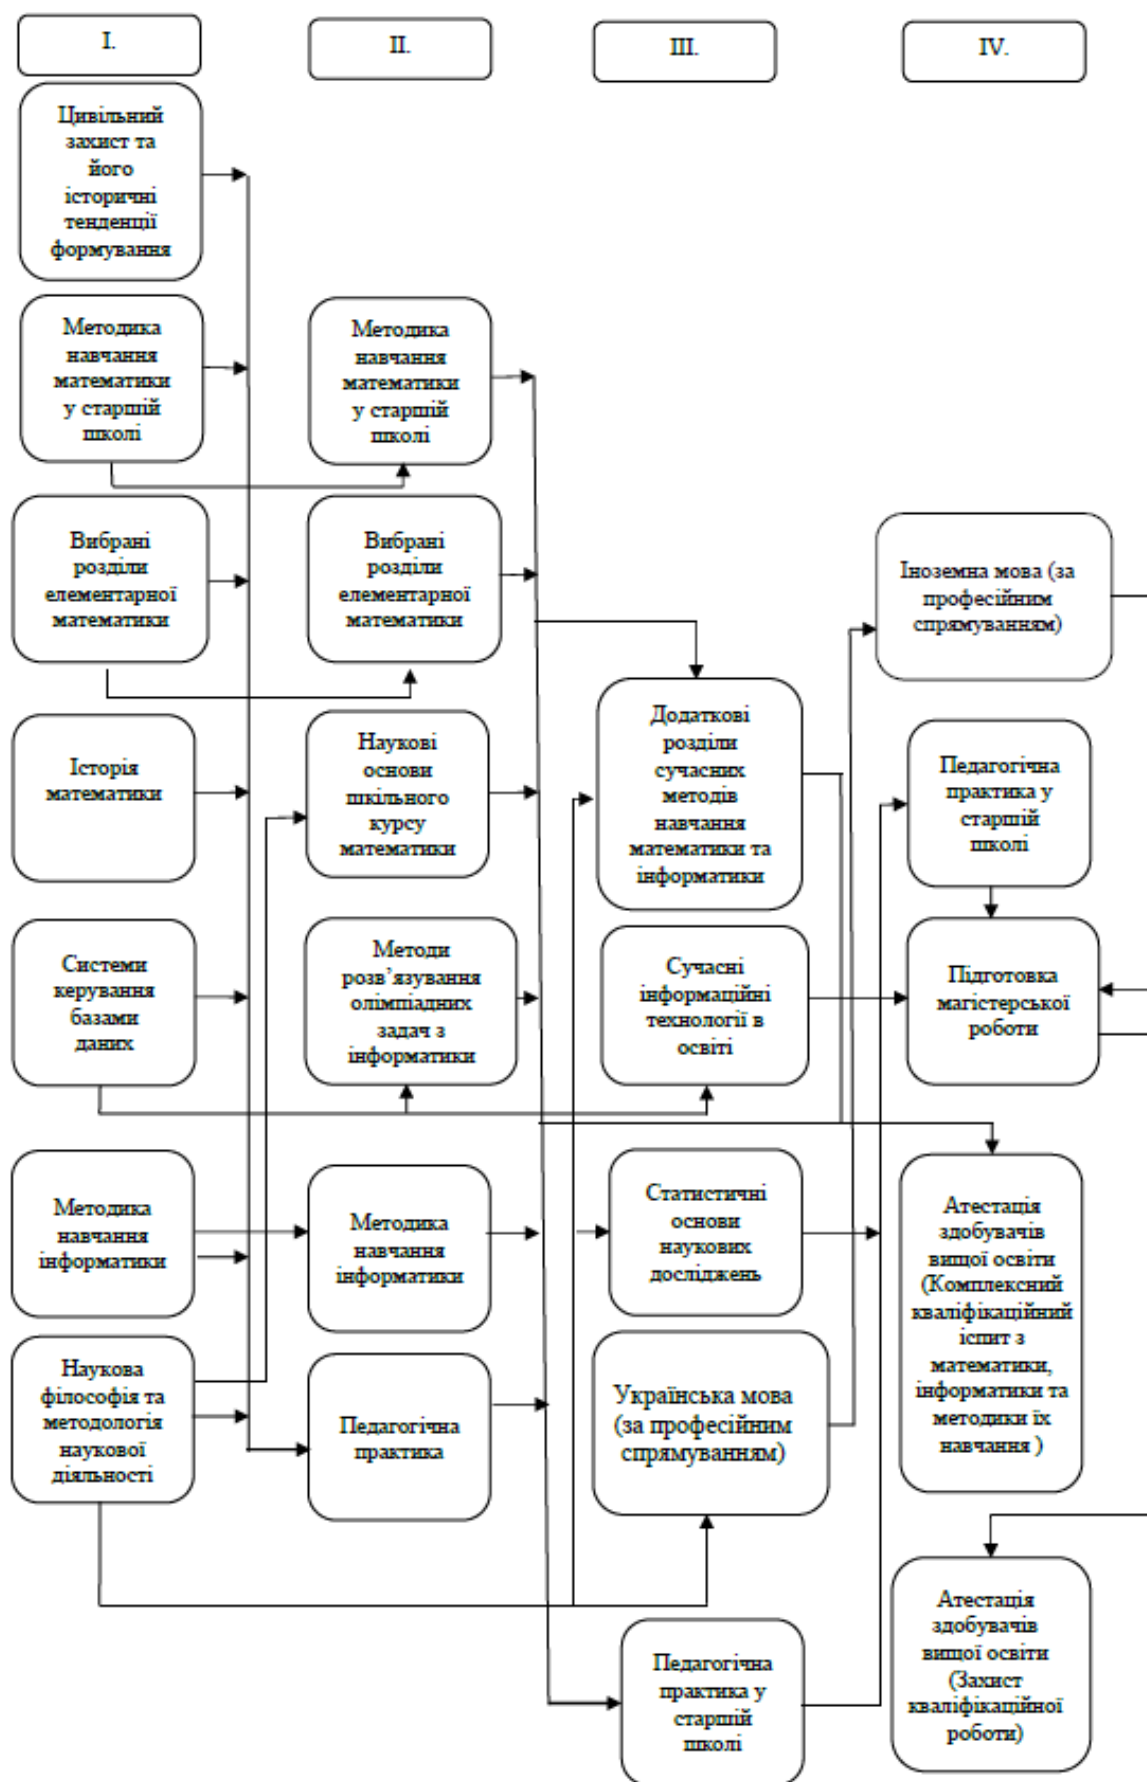 I.
II.
III.
IV.
Цивільний
захист та
його
історичні
тенденції
формування
Методика
навчання
математики
у старшій
школі
Вибрані
розділи
елементарної
математики
Історія
математики
Системи
керування
базами
даних
Методика
навчання
інформатики
Наукова
філософія та
методологія
наукової
діяльності
Методика
навчання
математики
у старшій
школі
Вибрані
розділи
елементарної
математики
Наукові
основи
шкільного
курсу
математики
Методи
розв’язування
олімпіадних
задач з
інформатики
Методика
навчання
інформатики
Педагогічна
практика
Додаткові
розділи
сучасних
методів
навчання
математики та
інформатики
Сучасні
інформаційні
технології в
освіті
Статистичні
основи
наукових
досліджень
Українська мова
(за професійним
спрямуванням)
Педагогічна
практика у
старшій
школі
Іноземна мова (за
професійним
спрямуванням)
Педагогічна
практика у
старшій
школі
Підготовка
магістерської
роботи
Атестація
здобувачів
вищої освіти
(Комплексний
кваліфікаційний
іспит з
математики,
інформатики та
методики їх
навчання )
Атестація
здобувачів
вищої освіти
(Захист
кваліфікаційної
роботи)